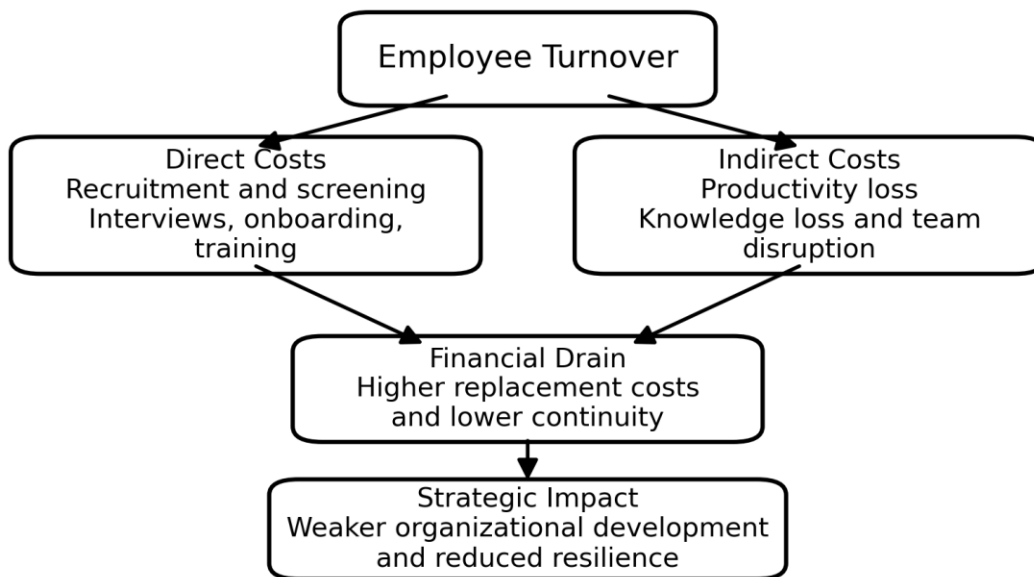 Employee Turnover
Direct Costs
Recruitment and screening
Interviews, onboarding,
training
Indirect Costs
Productivity loss
Knowledge loss and team
disruption
Financial Drain
Higher replacement costs
and lower continuity
Strategic Impact
Weaker organizational development
and reduced resilience